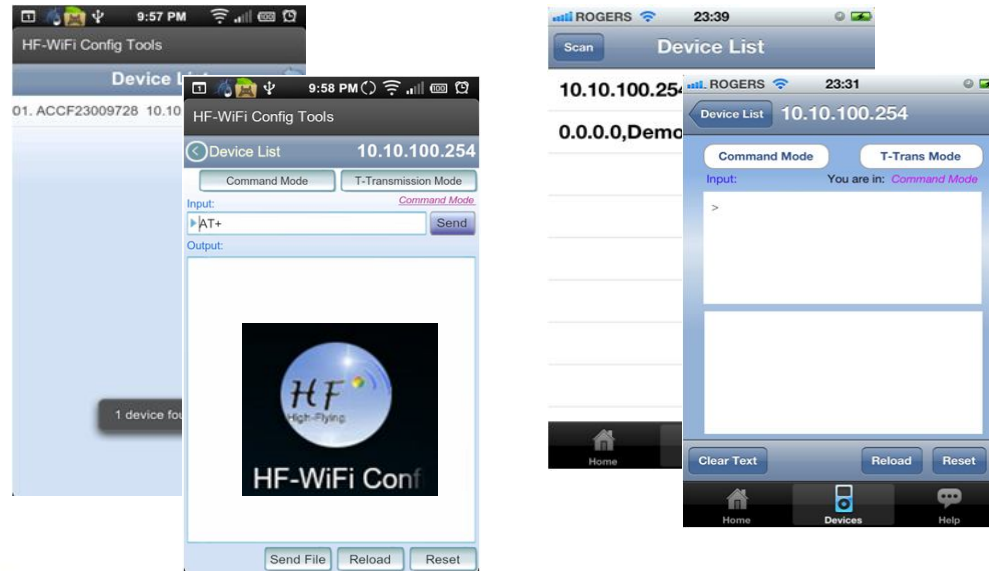 9:57 PM
HF-WiFi Config Tools
Device
01. ACCF23009728 10.10
1 device fou
9:58 PM
HF-WiFi Config Tools
Device List
10.10.100.254
Command Mode
T-Transmission Mode
Input:
Command Mode
AT+
Send
Output:
HF
High-Flying
HF-WiFi Conf
Send File
Reload
Reset
ROGERS
23:39
Scan
Device List
10.10.100.254
0.0.0.0,Demo
Home
ROGERS
23:31
Device List
10.10.100.254
Command Mode
T-Trans Mode
Input:
You are in: Command Mode
>
Clear Text
Reload
Reset
Home
Devices
Help